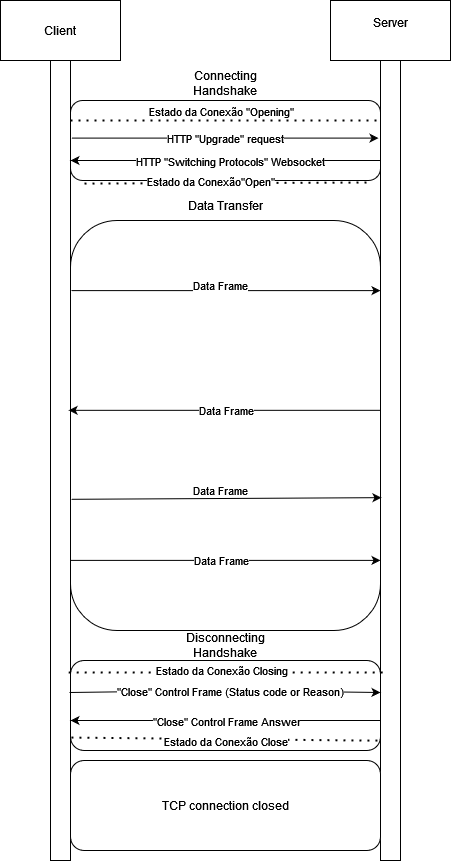 Client
Server
Connecting
Handshake
Estado da Conexão "Opening"
HTTP "Upgrade" request
HTTP "Switching Protocols" Websocket
Estado da Conexão"Open"
Data Transfer
Data Frame
Data Frame
Data Frame
Data Frame
Disconnecting
Handshake
Estado da Conexão Closing
"Close" Control Frame (Status code or Reason)
"Close" Control Frame Answer
Estado da Conexão Close
TCP connection closed